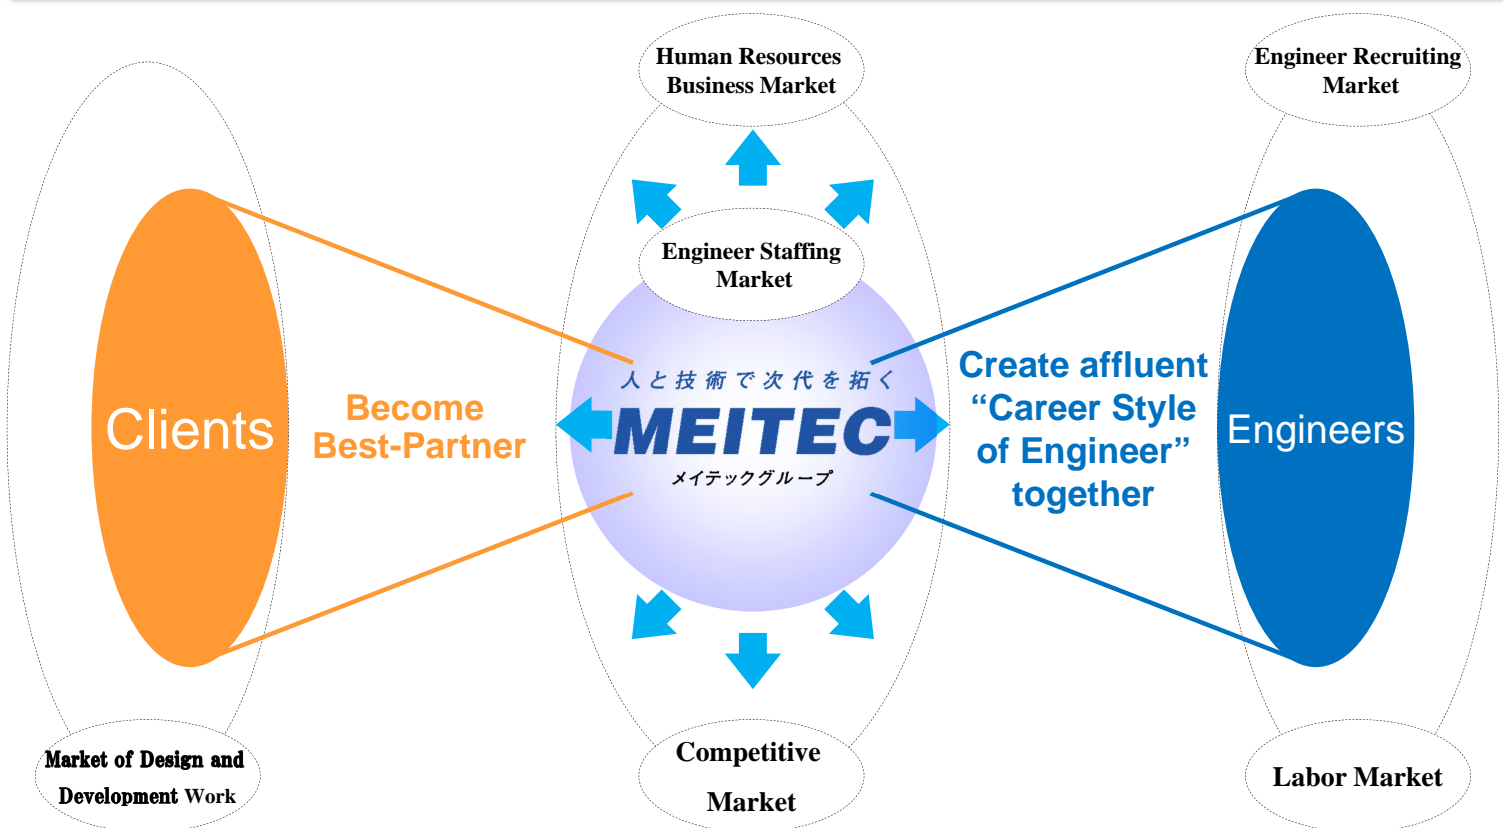 Human Resources
Business Market
Engineer Recruiting
Market
Engineer Staffing
Market
Clients
Become
Best-Partner
人と技術で次代を拓く
MEITEC
メイテックグループ
Create affluent
“Career Style
of Engineer”
together
Engineers
Market of Design and
Development Work
Competitive
Market
Labor Market